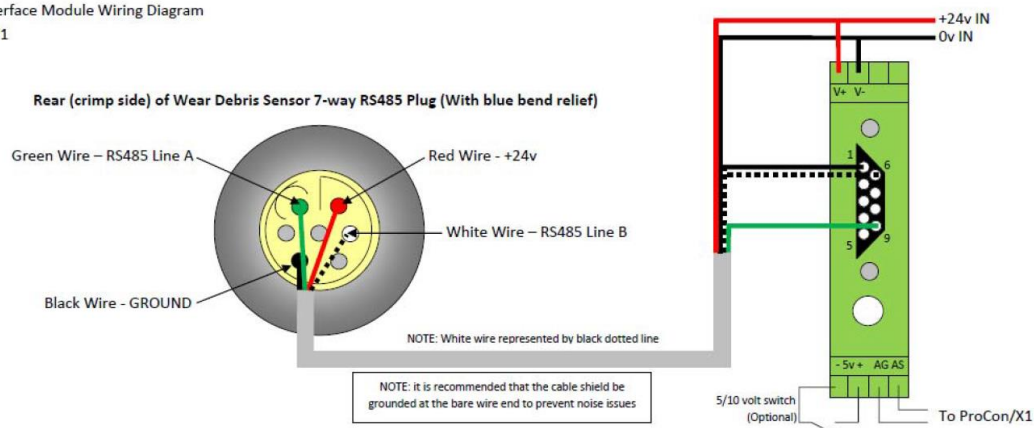 erface Module Wiring Diagram
1
+24v IN
0v IN
Rear (crimp side) of Wear Debris Sensor 7-way RS485 Plug (With blue bend relief)
V+ V-
Green Wire – RS485 Line A
Red Wire - +24v
1
6
White Wire – RS485 Line B
5
9
Black Wire - GROUND
NOTE: White wire represented by black dotted line
- 5v + AG AS
NOTE: it is recommended that the cable shield be
grounded at the bare wire end to prevent noise issues
5/10 volt switch
(Optional)
To ProCon/X1